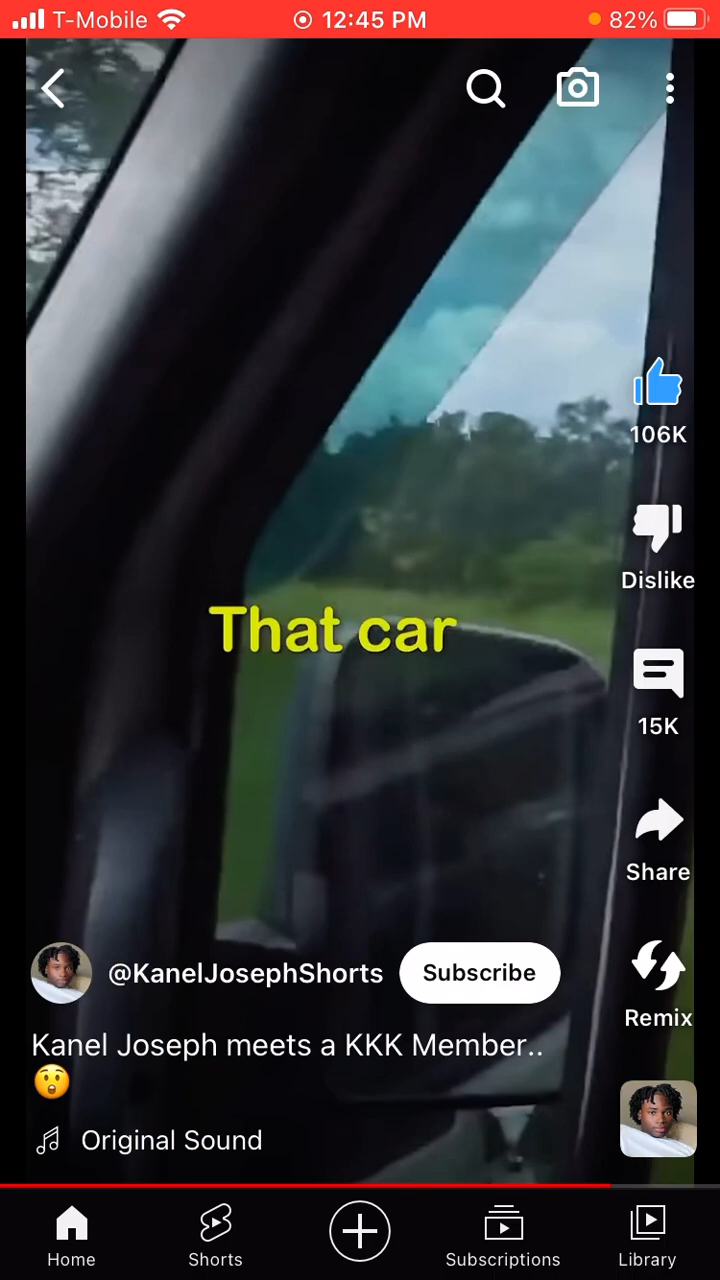 T-Mobile 12:45 PM 82%
106K
Dislike
That car
15K
Share
@KanelJosephShorts Subscribe
Remix
Kanel Joseph meets a KKK Member..
😲
Original Sound
Home Shorts Subscriptions Library